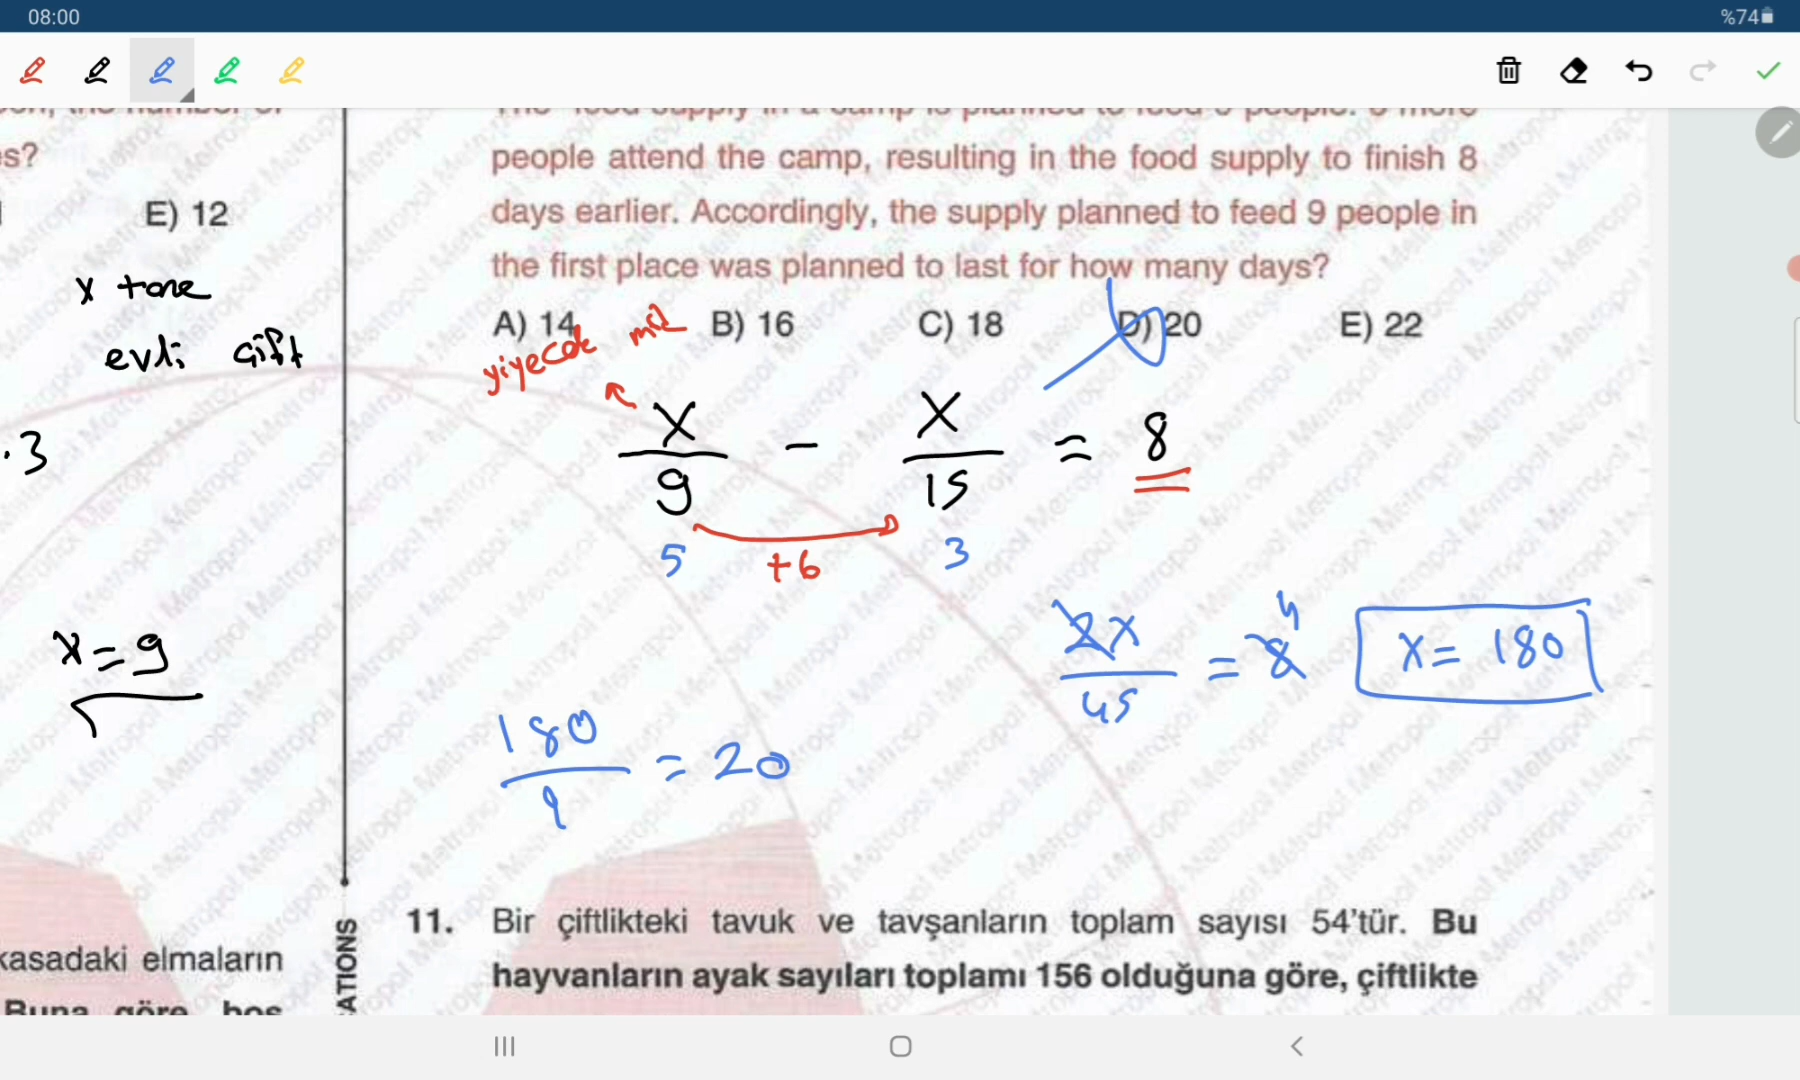 08:00
%74
s?
E) 12
x tane
evli çift
.3
x=9
kasadaki elmaların
Buna göre, boş
ATIONS
people attend the camp, resulting in the food supply to finish 8
days earlier. Accordingly, the supply planned to feed 9 people in
the first place was planned to last for how many days?
A) 14 B) 16 C) 18 D) 20 E) 22
yiyecek
x/9 - x/15 = 8
5 +6 3
2x/45 = 8 4
x= 180
180/9 = 20
11. Bir çiftlikteki tavuk ve tavşanların toplam sayısı 54'tür. Bu
hayvanların ayak sayıları toplamı 156 olduğuna göre, çiftlikte